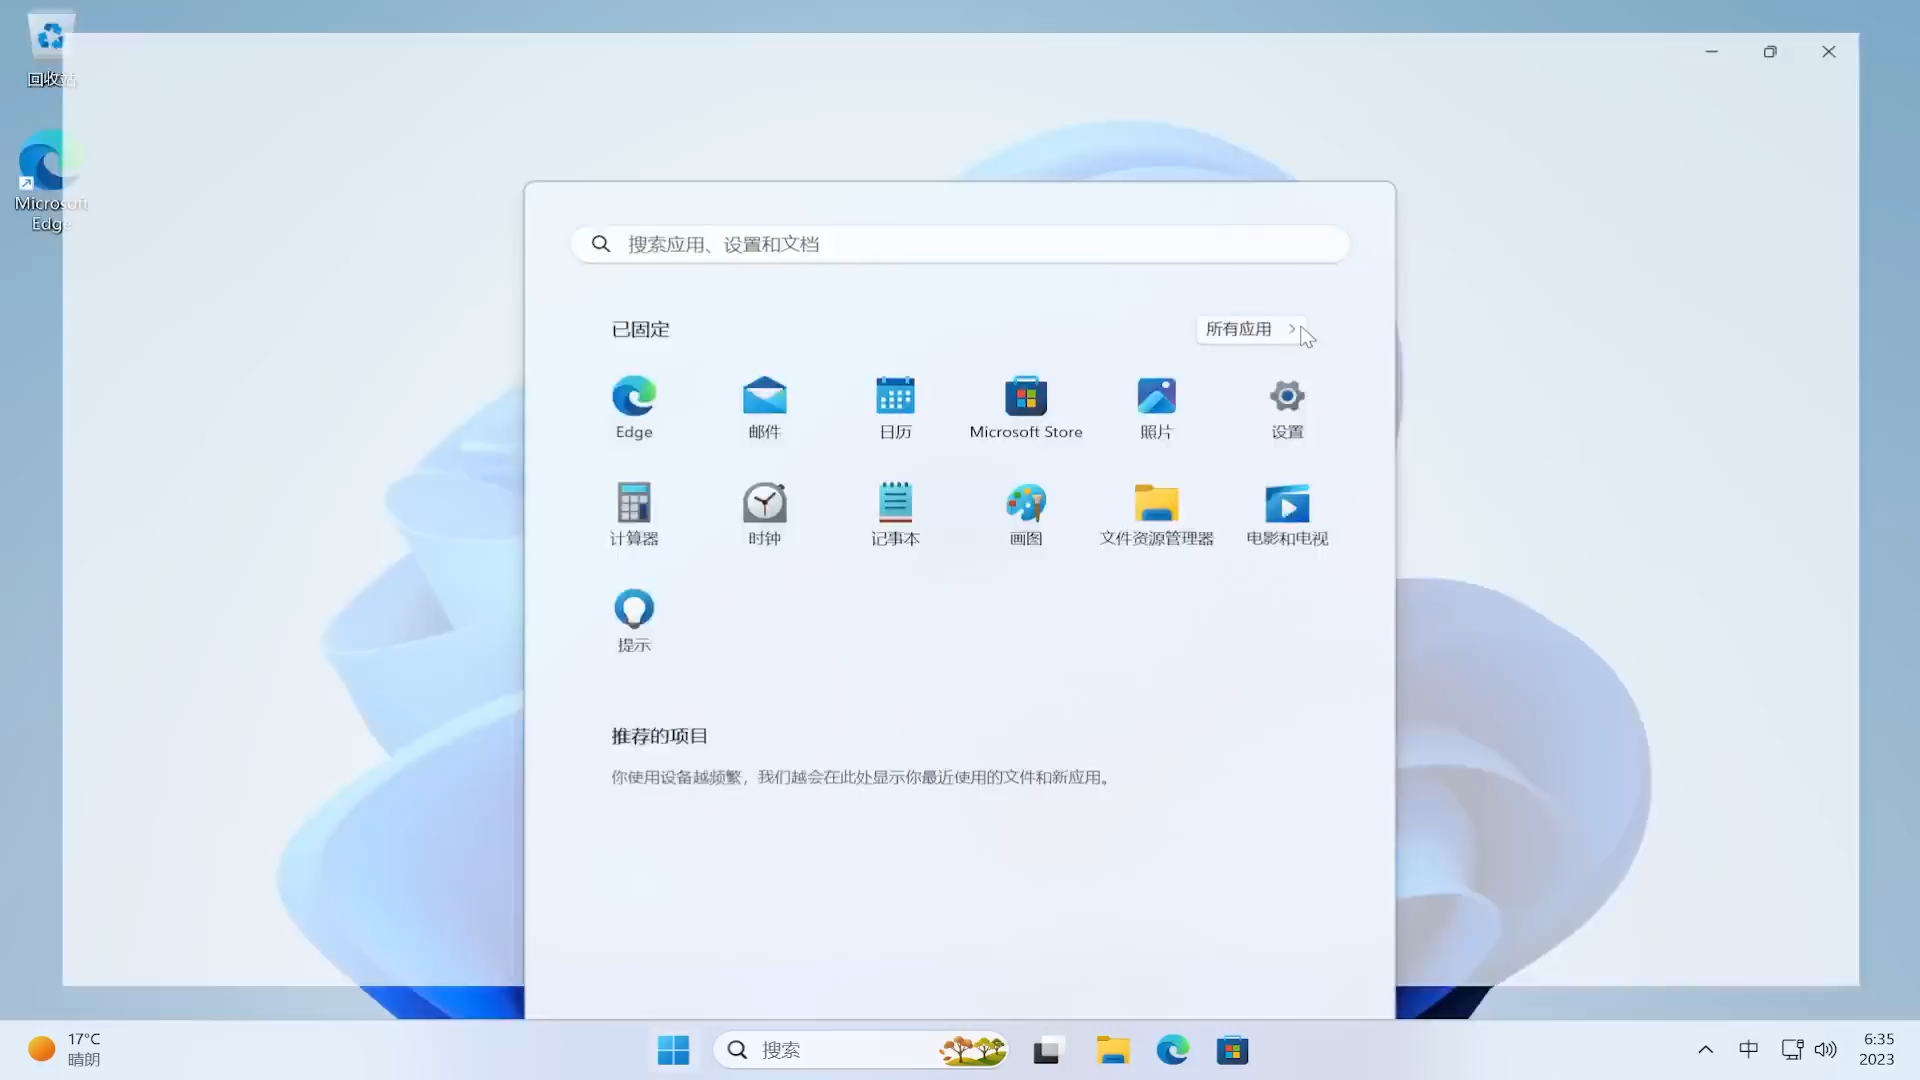 回收站
Microsoft
Edge
搜索应用、设置和文档
已固定
所有应用
Edge
邮件
日历
Microsoft Store
照片
设置
计算器
时钟
记事本
画图
文件资源管理器
电影和电视
提示
推荐的项目
你使用设备越频繁，我们越会在此处显示你最近使用的文件和新应用。
17°C
晴朗
搜索
中
6:35
2023